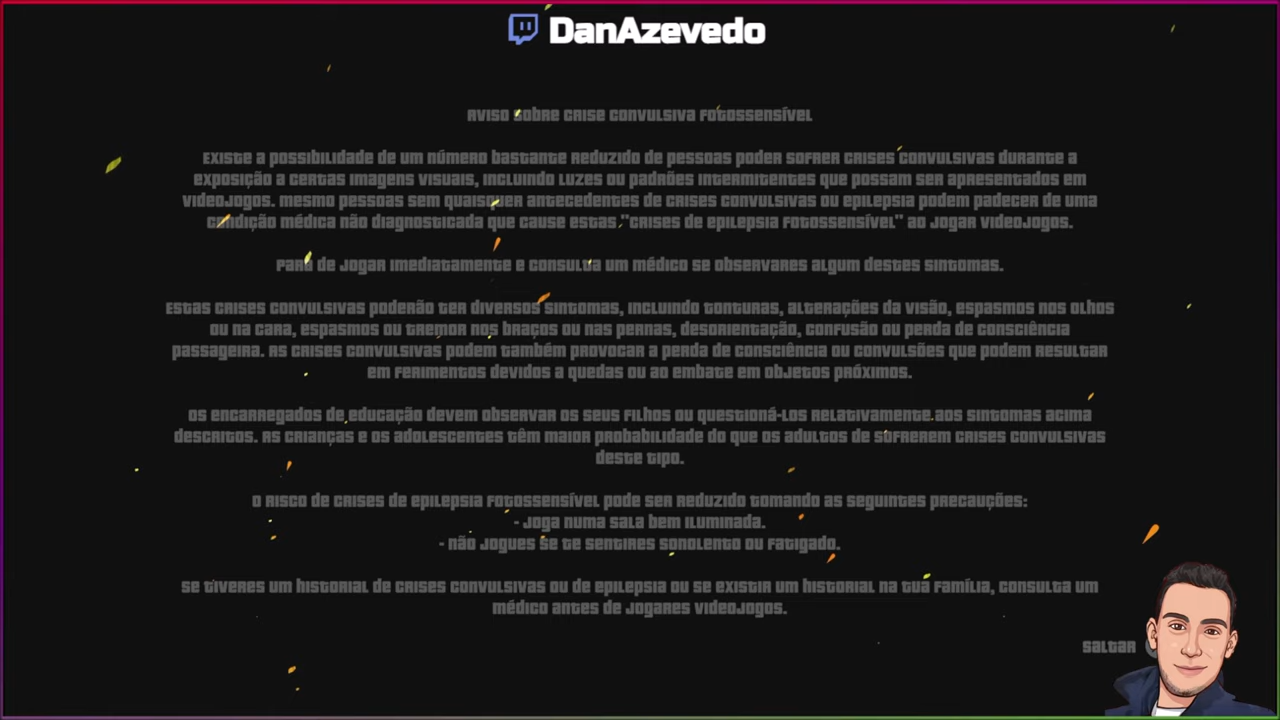 DanAzevedo
AVISO SOBRE CRISE CONVULSIVA FOTOSSENSÍVEL
EXISTE A POSSIBILIDADE DE UM NÚMERO BASTANTE REDUZIDO DE PESSOAS PODER SOFRER CRISES CONVULSIVAS DURANTE A
EXPOSIÇÃO A CERTAS IMAGENS VISUAIS, INCLUINDO LUZES OU PADRÕES INTERMITENTES QUE POSSAM SER APRESENTADOS EM
VIDEOJOGOS. MESMO PESSOAS SEM QUAISQUER ANTECEDENTES DE CRISES CONVULSIVAS OU EPILEPSIA PODEM PADECER DE UMA
CONDIÇÃO MÉDICA NÃO DIAGNOSTICADA QUE CAUSE ESTAS "CRISES DE EPILEPSIA FOTOSSENSÍVEL" AO JOGAR VIDEOJOGOS.
PARA DE JOGAR IMEDIATAMENTE E CONSULTA UM MÉDICO SE OBSERVARES ALGUM DESTES SINTOMAS.
ESTAS CRISES CONVULSIVAS PODERÃO TER DIVERSOS SINTOMAS, INCLUINDO TONTURAS, ALTERAÇÕES DA VISÃO, ESPASMOS NOS OLHOS
OU NA CARA, ESPASMOS OU TREMOR NOS BRAÇOS OU NAS PERNAS, DESORIENTAÇÃO, CONFUSÃO OU PERDA DE CONSCIÊNCIA
PASSAGEIRA. AS CRISES CONVULSIVAS PODEM TAMBÉM PROVOCAR A PERDA DE CONSCIÊNCIA OU CONVULSÕES QUE PODEM RESULTAR
EM FERIMENTOS DEVIDOS A QUEDAS OU AO EMBATE EM OBJETOS PRÓXIMOS.
OS ENCARREGADOS DE EDUCAÇÃO DEVEM OBSERVAR OS SEUS FILHOS OU QUESTIONÁ-LOS RELATIVAMENTE AOS SINTOMAS ACIMA
DESCRITOS. AS CRIANÇAS E OS ADOLESCENTES TÊM MAIOR PROBABILIDADE DO QUE OS ADULTOS DE SOFREREM CRISES CONVULSIVAS
DESTE TIPO.
O RISCO DE CRISES DE EPILEPSIA FOTOSSENSÍVEL PODE SER REDUZIDO TOMANDO AS SEGUINTES PRECAUÇÕES:
- JOGA NUMA SALA BEM ILUMINADA.
- NÃO JOGUES SE TE SENTIRES SONOLENTO OU FATIGADO.
SE TIVERES UM HISTORIAL DE CRISES CONVULSIVAS OU DE EPILEPSIA OU SE EXISTIR UM HISTORIAL NA TUA FAMÍLIA, CONSULTA UM
MÉDICO ANTES DE JOGARES VIDEOJOGOS.
SALTAR